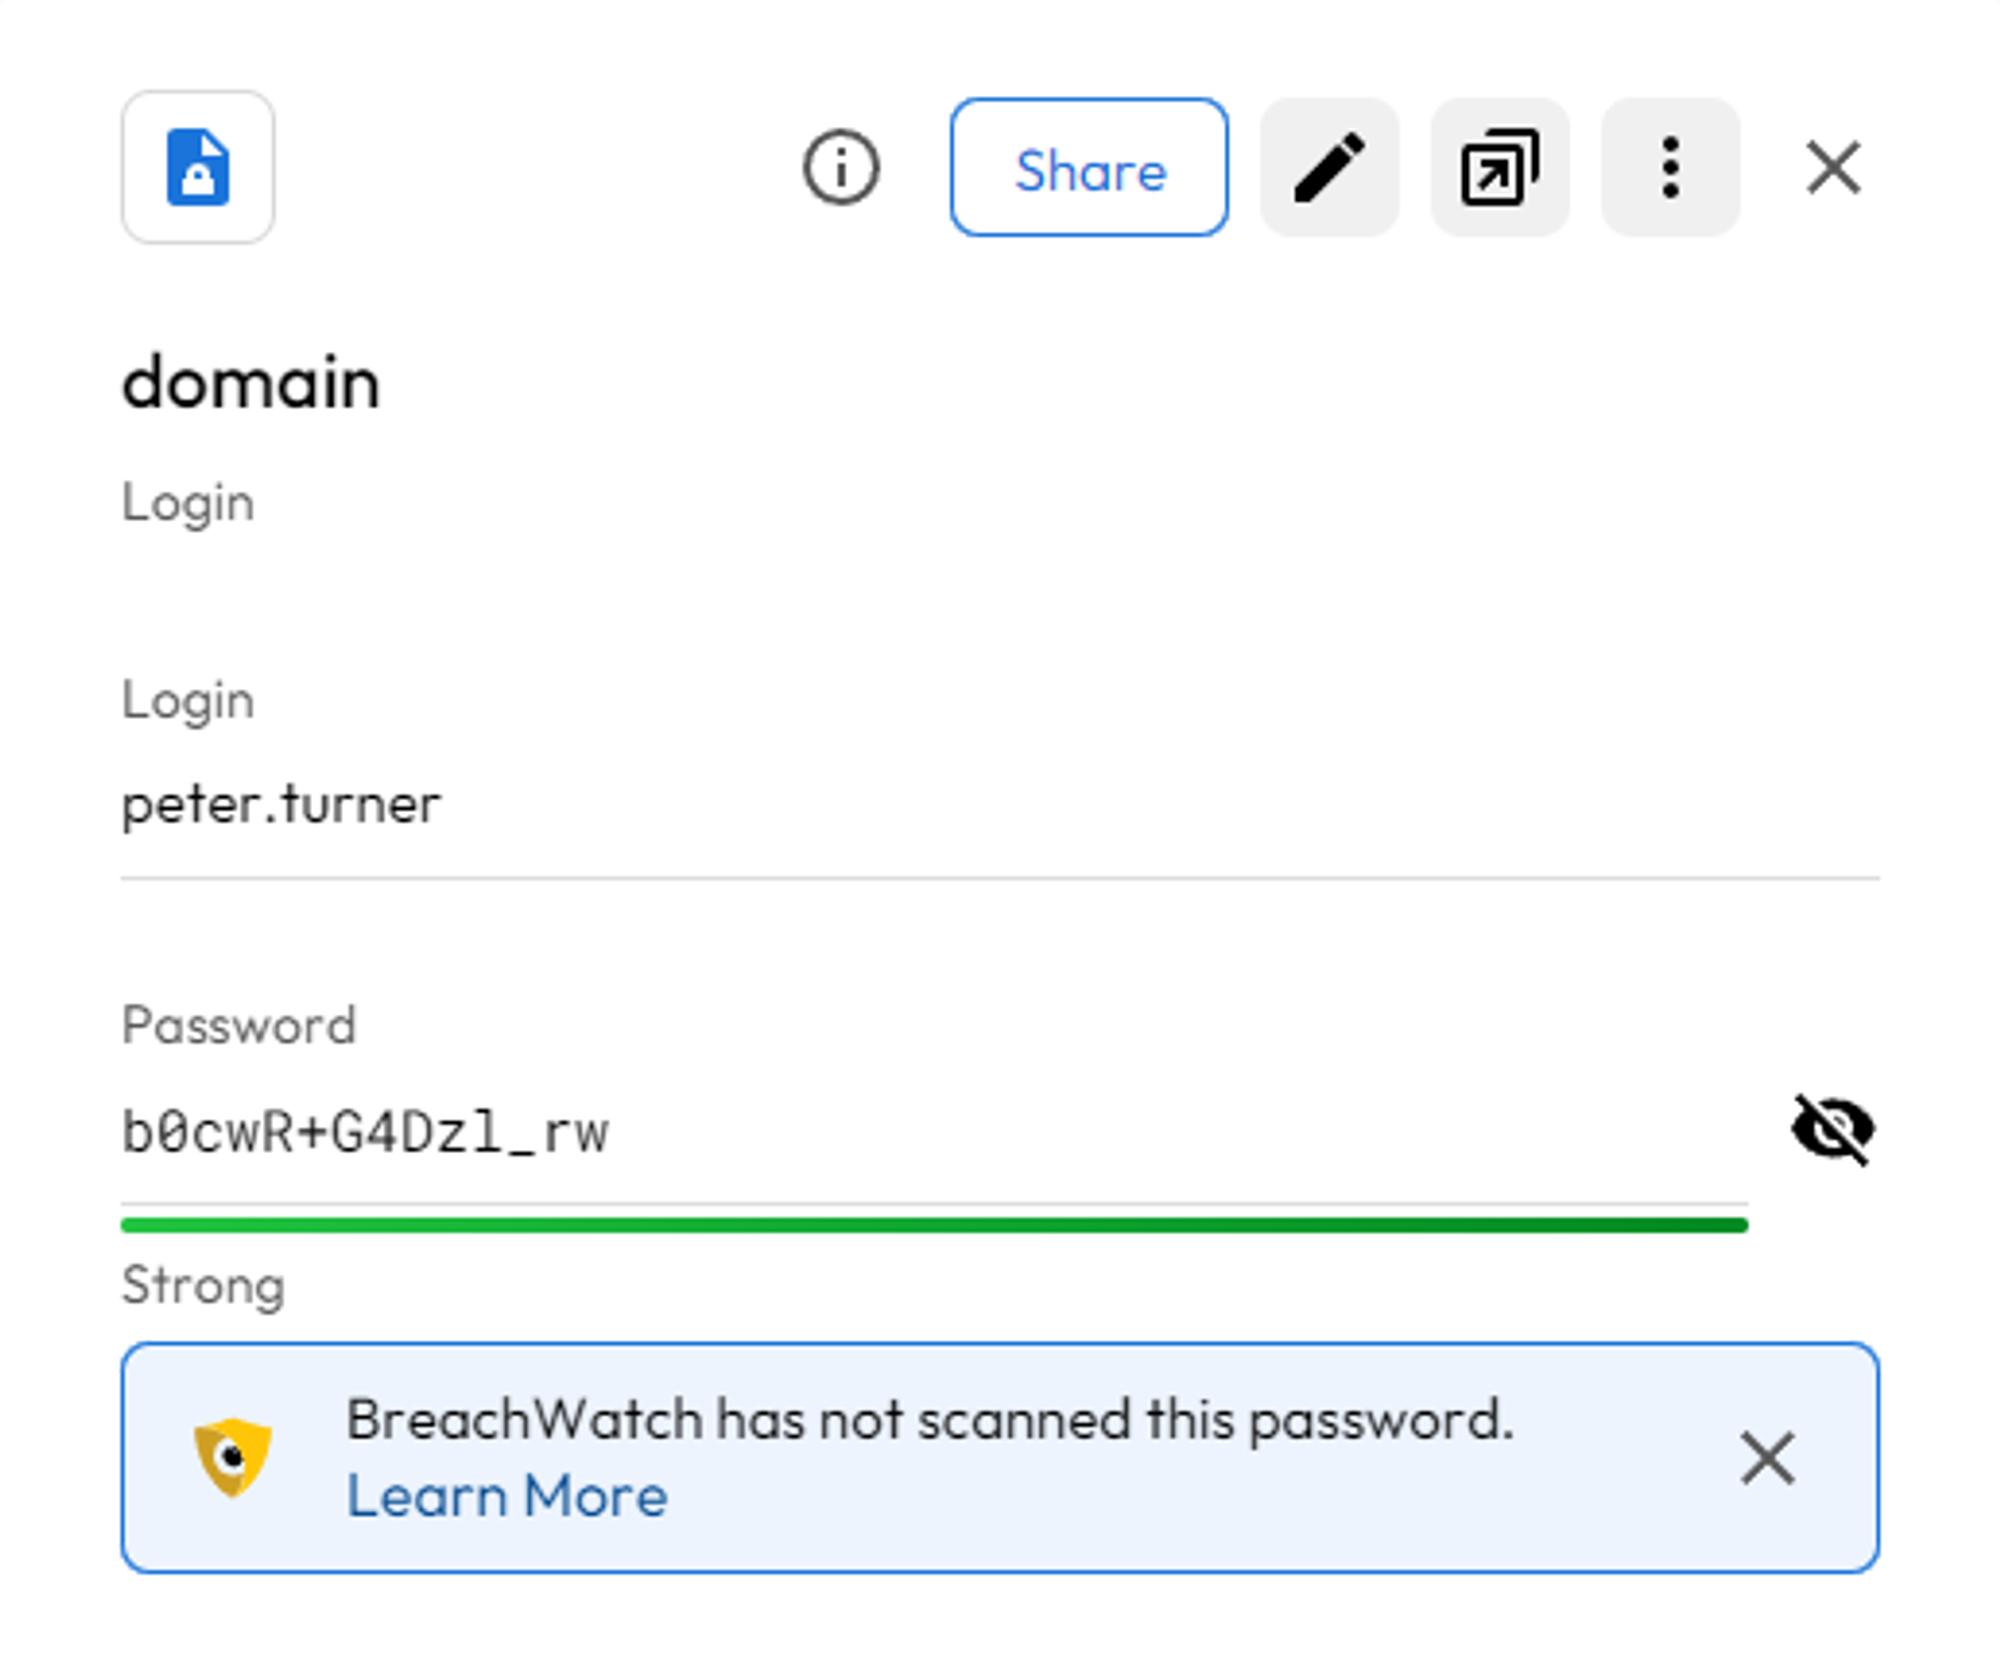 Share
domain
Login
Login
peter.turner
Password
b0cwR+G4Dzl_rw
Strong
BreachWatch has not scanned this password.
Learn More